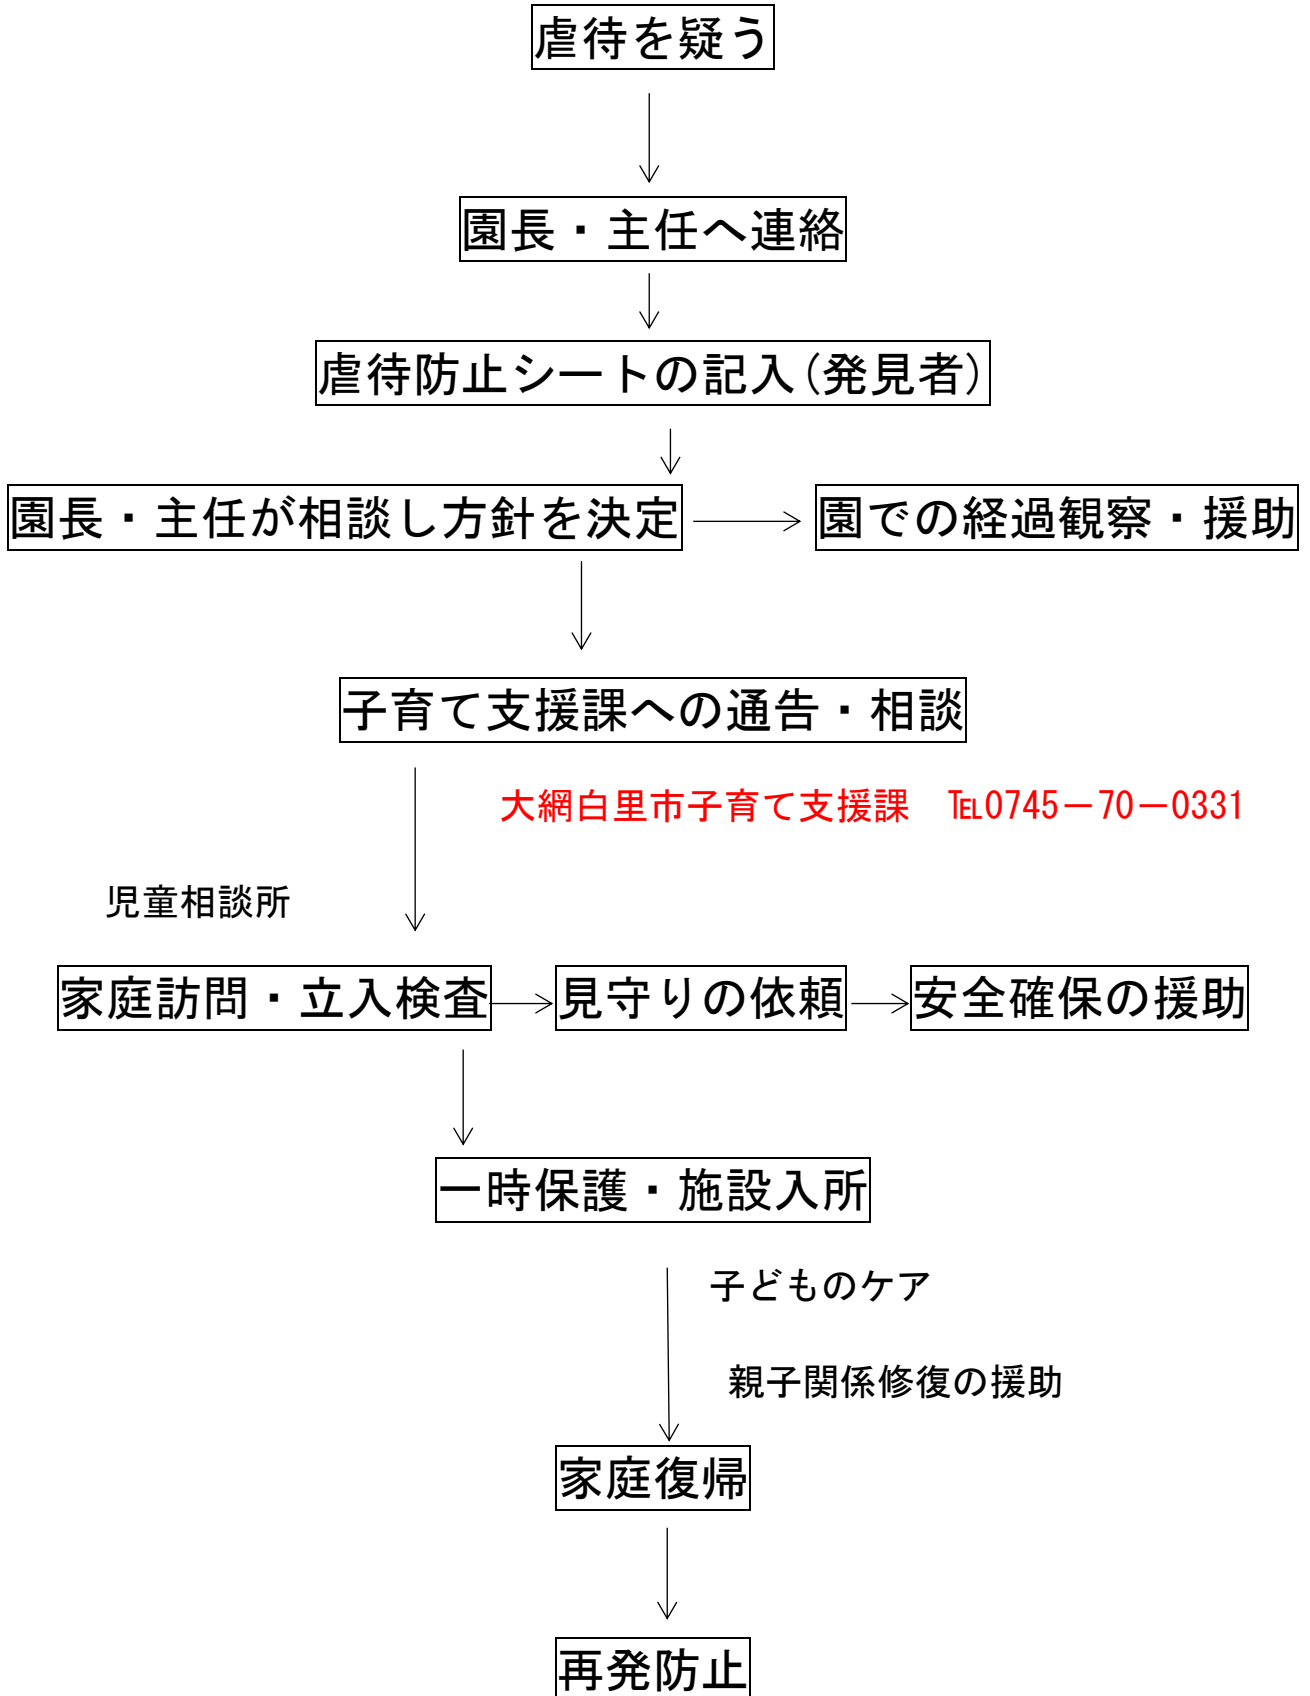 虐待を疑う
園長・主任へ連絡
虐待防止シートの記入(発見者)
園長・主任が相談し方針を決定
園での経過観察・援助
子育て支援課への通告・相談
大網白里市子育て支援課　℡0745－70－0331
児童相談所
家庭訪問・立入検査
見守りの依頼
安全確保の援助
一時保護・施設入所
子どものケア
親子関係修復の援助
家庭復帰
再発防止